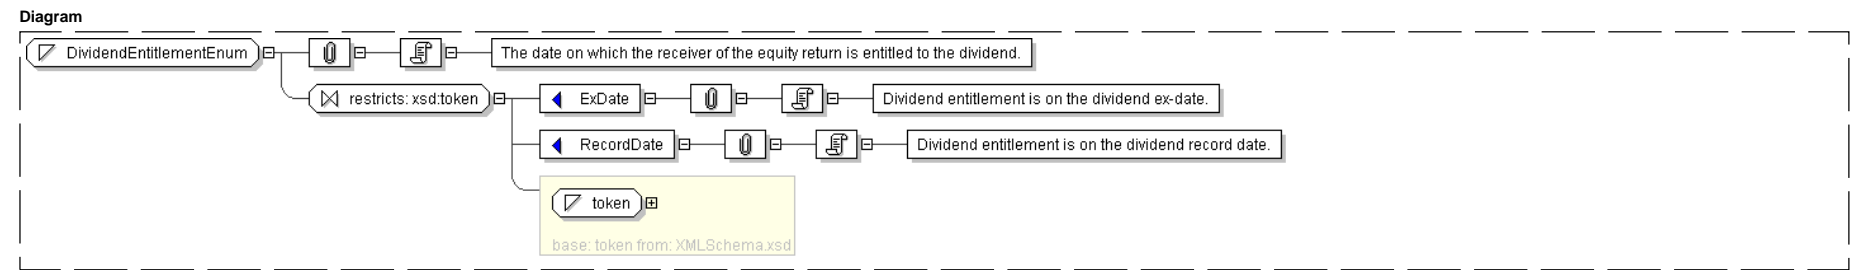 Diagram
DividendEntitlementEnum
The date on which the receiver of the equity return is entitled to the dividend.
restricts: xsd:token
ExDate
Dividend entitlement is on the dividend ex-date.
RecordDate
Dividend entitlement is on the dividend record date.
token
base: token from: XMLSchema.xsd